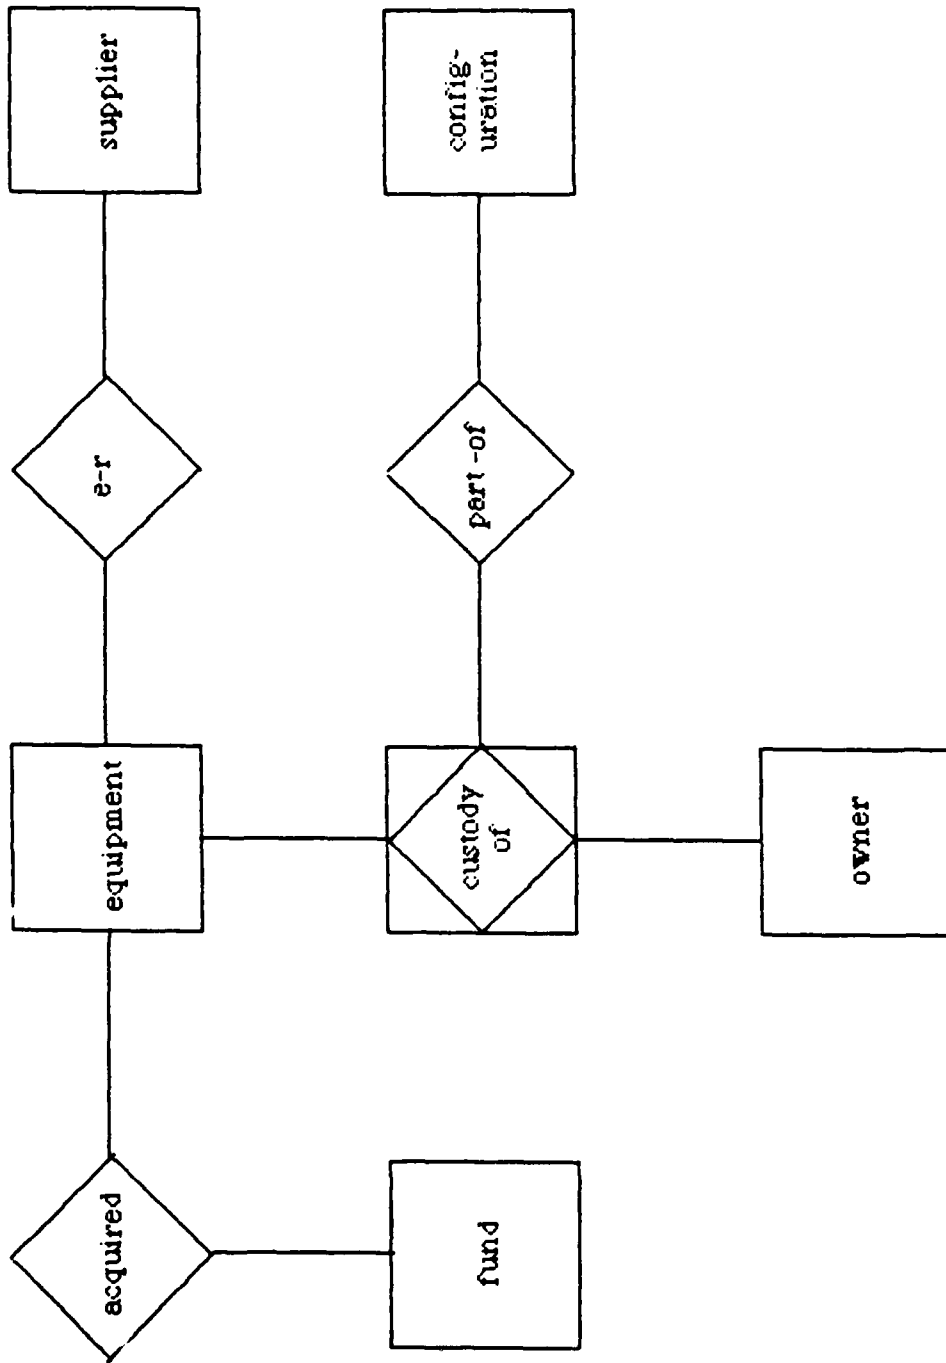 acquired
equipment
e-r
supplier
fund
custody
of
part-of
config-
uration
owner